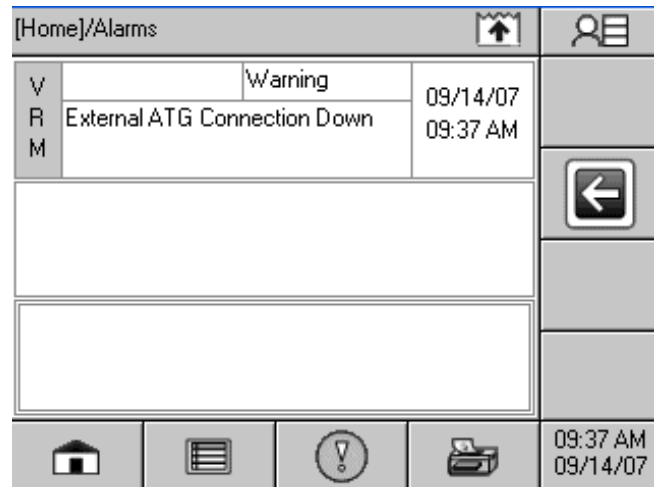 [Home]/Alarms
VRM
Warning
External ATG Connection Down
09/14/07
09:37 AM
09:37 AM
09/14/07